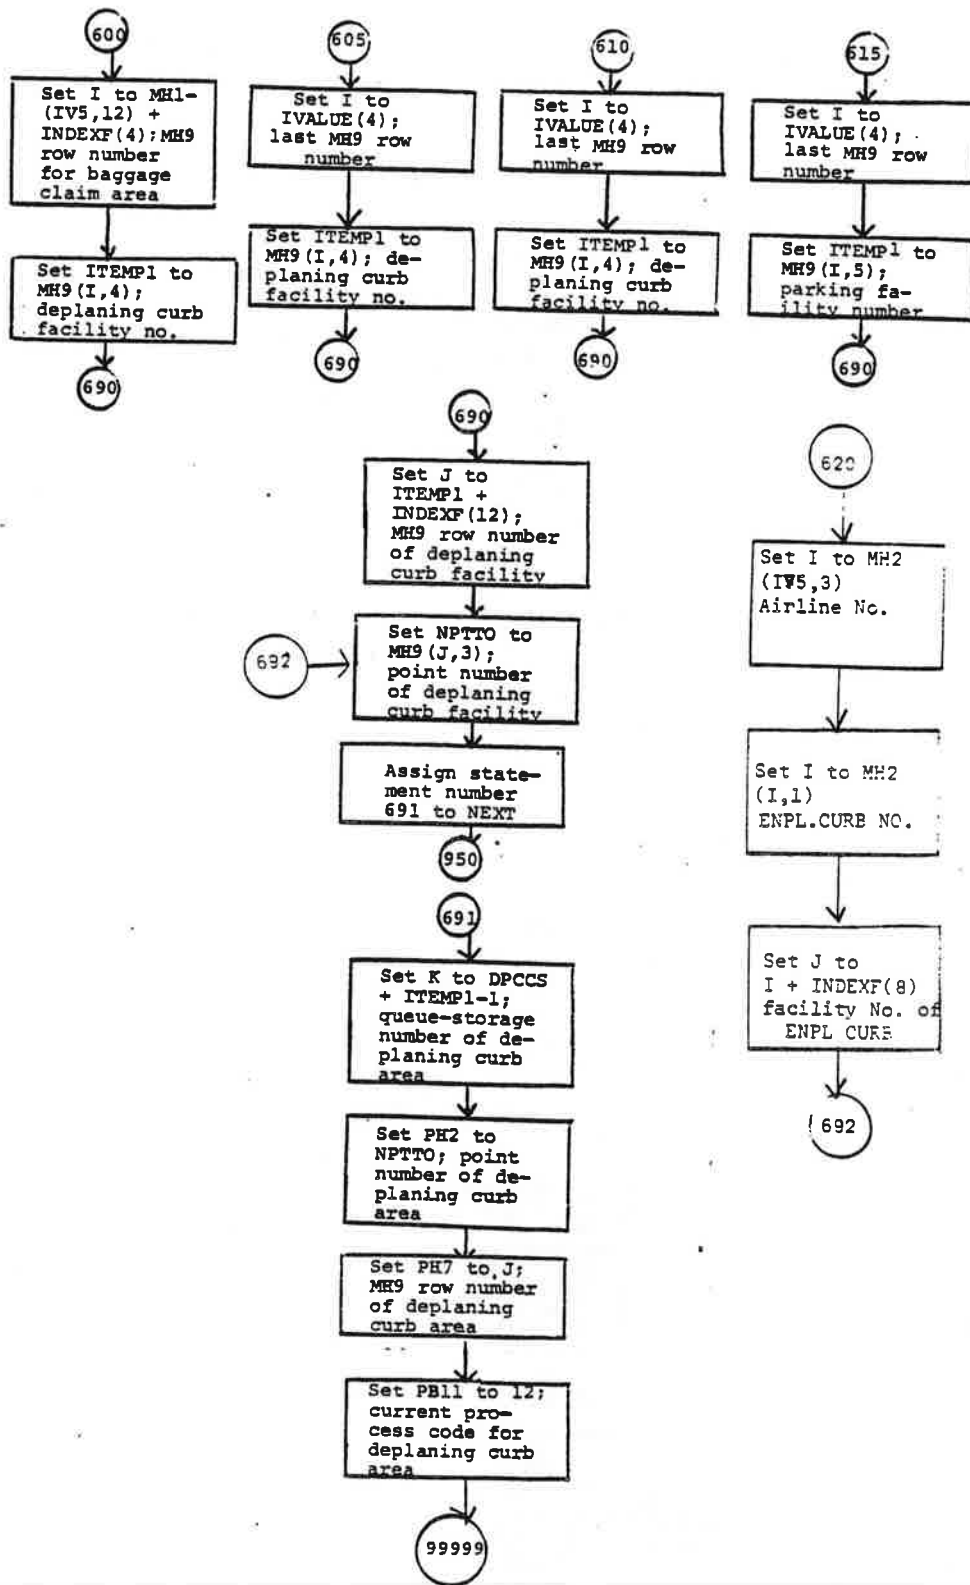 600
Set I to MH1-
(IV5,12) +
INDEXF(4);MH9
row number
for baggage
claim area
Set ITEMP1 to
MH9(I,4);
deplaning curb
facility no.
690
605
Set I to
IVALUE(4);
last MH9 row
number
Set ITEMP1 to
MH9(I,4); de-
planing curb
facility no.
690
610
Set I to
IVALUE(4);
last MH9 row
number
Set ITEMP1 to
MH9(I,4); de-
planing curb
facility no.
690
615
Set I to
IVALUE(4);
last MH9 row
number
Set ITEMP1 to
MH9(I,5);
parking fa-
ility number
690
690
Set J to
ITEMP1 +
INDEXF(12);
MH9 row number
of deplaning
curb facility
692
Set NPTTO to
MH9(J,3);
point number
of deplaning
curb facility
Assign state-
ment number
691 to NEXT
950
691
Set K to DPCCS
+ ITEMP1-1;
queue-storage
number of de-
planing curb
area
Set PH2 to
NPTTO; point
number of de-
planing curb
area
Set PH7 to J;
MH9 row number
of deplaning
curb area
Set PB11 to 12;
current pro-
cess code for
deplaning curb
area
99999
620
Set I to MH2
(IV5,3)
Airline No.
Set I to MH2
(I,1)
ENPL.CURB NO.
Set J to
I + INDEXF(8)
facility No. of
ENPL CURB
692